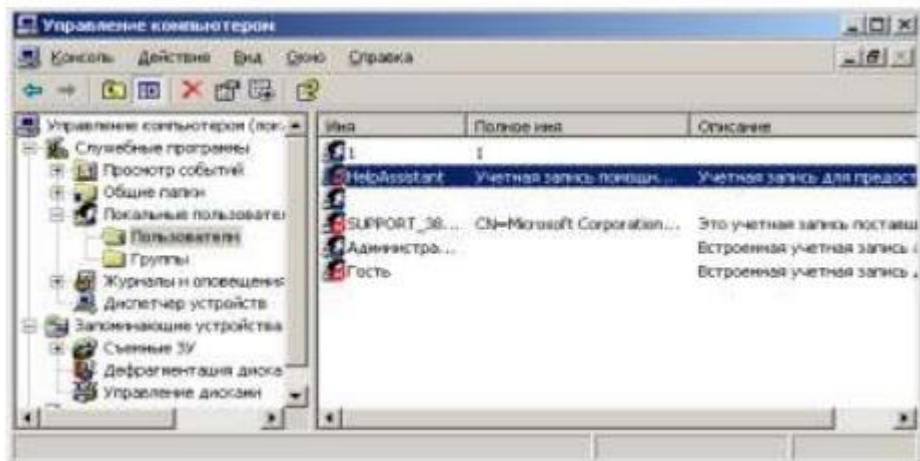 Управление компьютером
Консоль Действие Вид Окно Справка
Управление компьютером (лок
Служебные программы
Просмотр событий
Общие папки
Локальные пользовател
Пользователи
Группы
Журналы и оповещения
Диспетчер устройств
Запоминающие устройства
Съемные ЗУ
Дефрагментация диска
Управление дисками
Имя Полное имя Описание
1 1
HelpAssistant Учетная запись помощн... Учетная запись для предост
SUPPORT_38... CN=Microsoft Corporation... Это учетная запись поставщ
Администра... Встроенная учетная запись
Гость Встроенная учетная запись